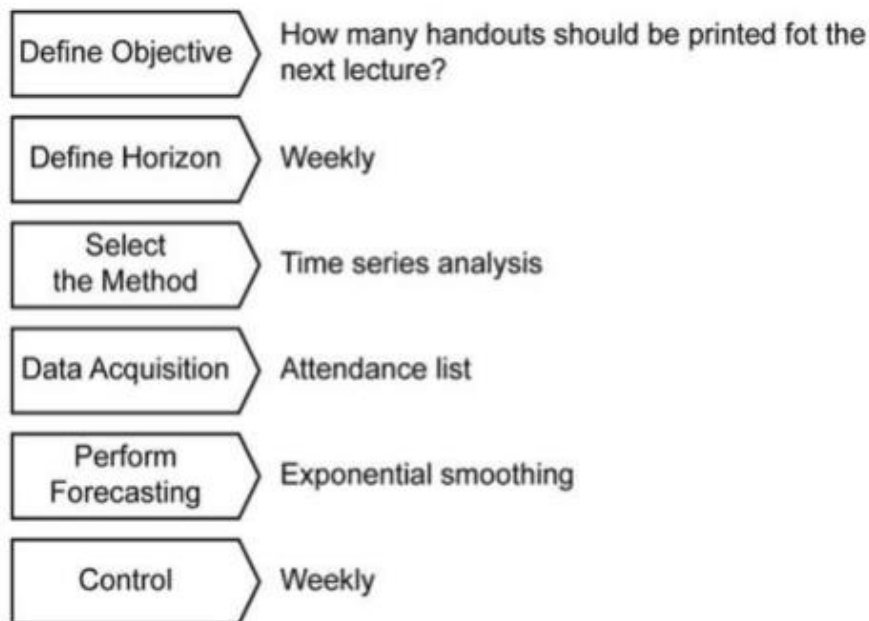 Define Objective
How many handouts should be printed fot the
next lecture?
Define Horizon
Weekly
Select
the Method
Time series analysis
Data Acquisition
Attendance list
Perform
Forecasting
Exponential smoothing
Control
Weekly